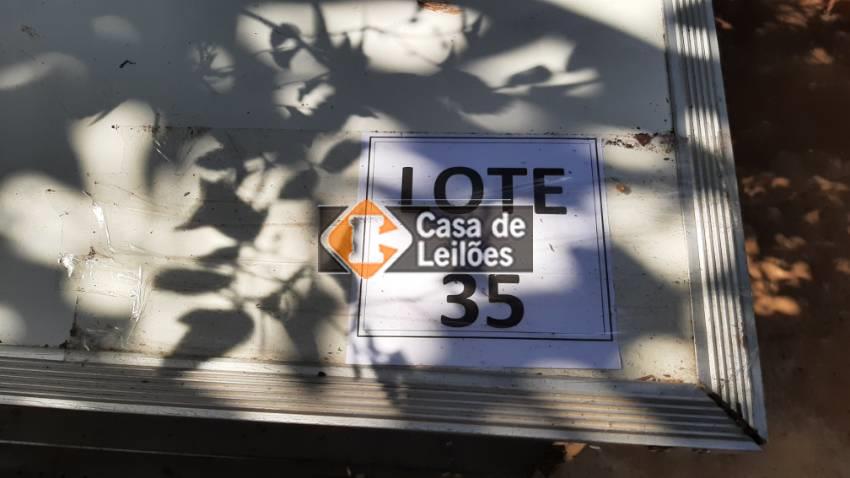 LOTE
Casa de
Leilões
35